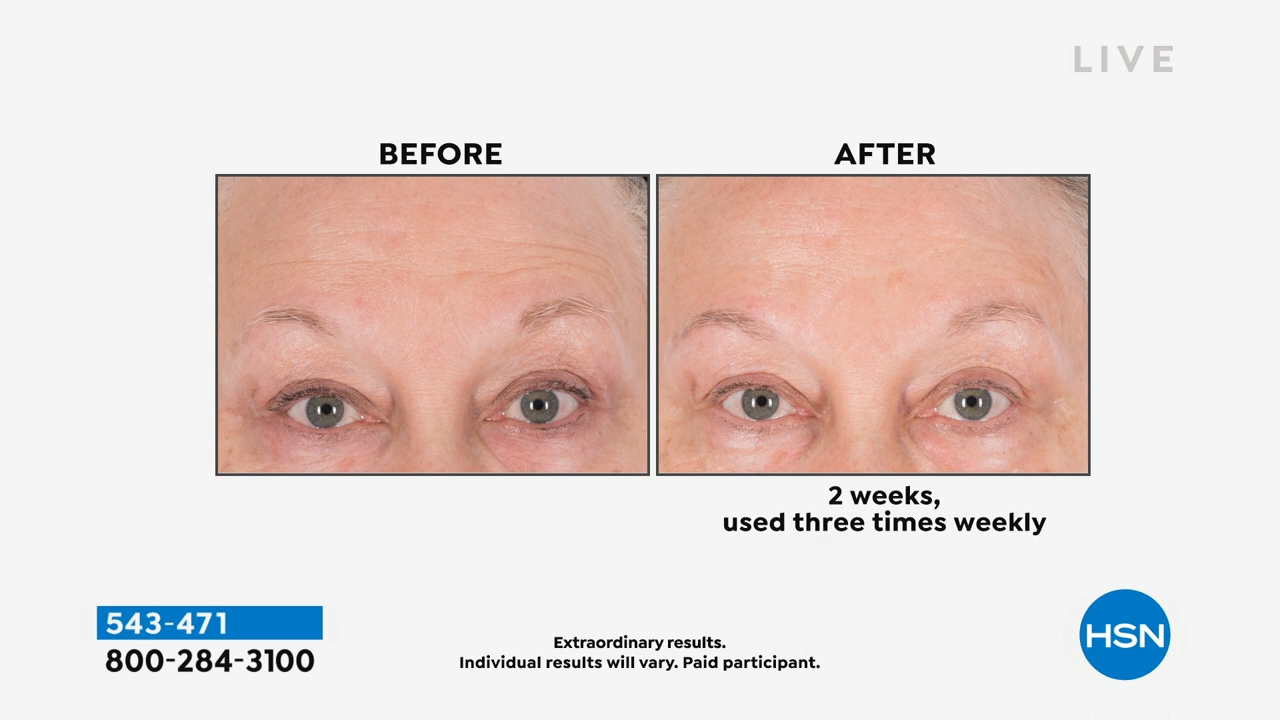 LIVE
BEFORE
AFTER
2 weeks,
used three times weekly
543-471
800-284-3100
Extraordinary results.
Individual results will vary. Paid participant.
HSN